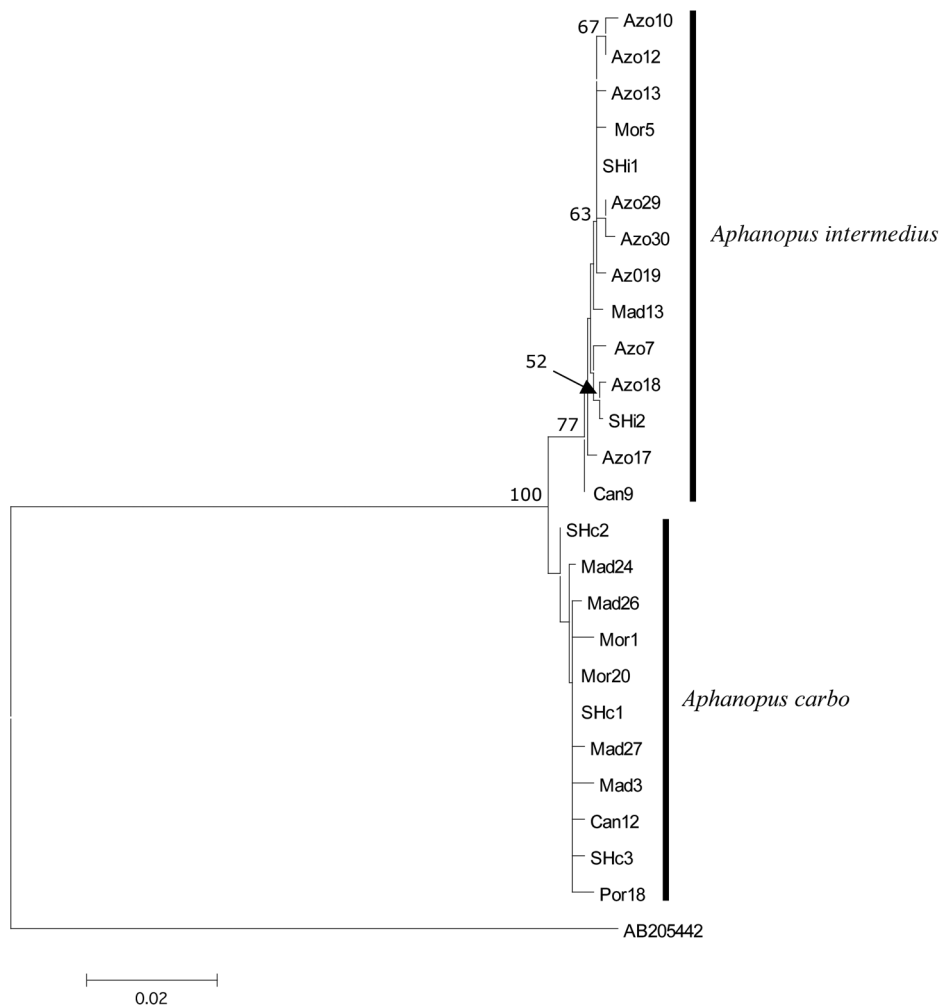 67
Azo10
Azo12
Azo13
Mor5
SHi1
Azo29
63
Azo30
Aphanopus intermedius
Az019
Mad13
Azo7
52
Azo18
SHi2
77
Azo17
Can9
100
SHc2
Mad24
Mad26
Mor1
Mor20
Aphanopus carbo
SHc1
Mad27
Mad3
Can12
SHc3
Por18
AB205442
0.02